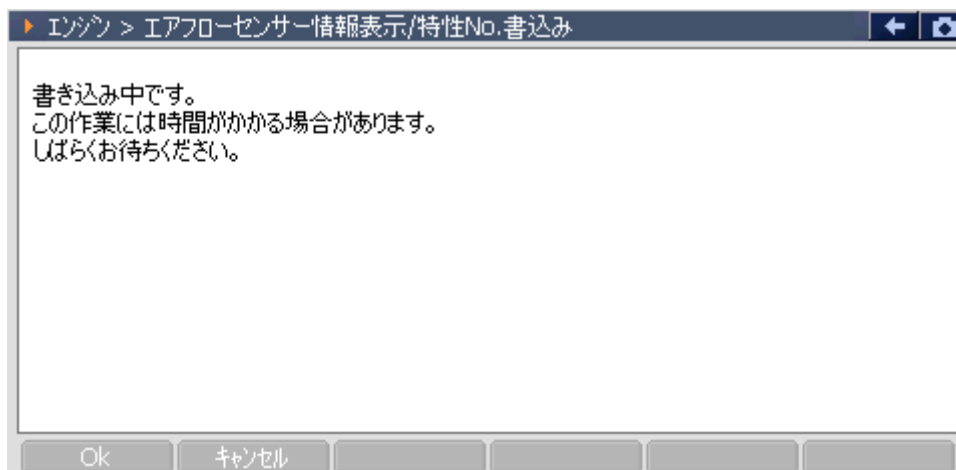 エンジン > エアフローセンサー情報表示/特性No.書込み
書き込み中です。
この作業には時間がかかる場合があります。
しばらくお待ちください。
Ok キャンセル